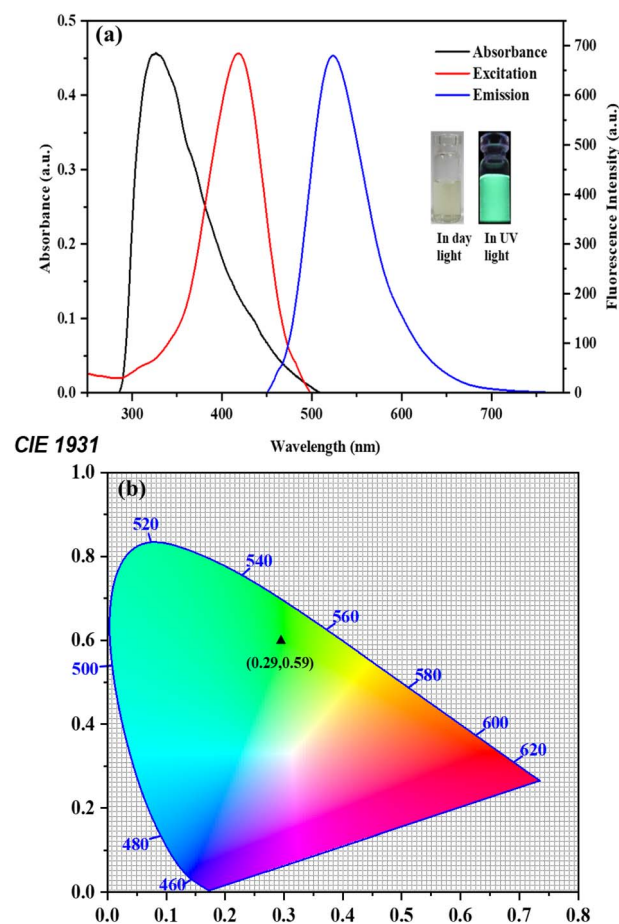 (a)
Absorbance
Excitation
Emission
In day
light
In UV
light
Absorbance (a.u.)
0.5
0.4
0.3
0.2
0.1
0.0
Fluorescence Intensity (a.u.)
700
600
500
400
300
200
100
0
300 400 500 600 700
Wavelength (nm)
CIE 1931
(b)
1.0
0.8
0.6
0.4
0.2
0.0
520
540
560
580
600
620
500
480
460
(0.29,0.59)
0.0 0.1 0.2 0.3 0.4 0.5 0.6 0.7 0.8